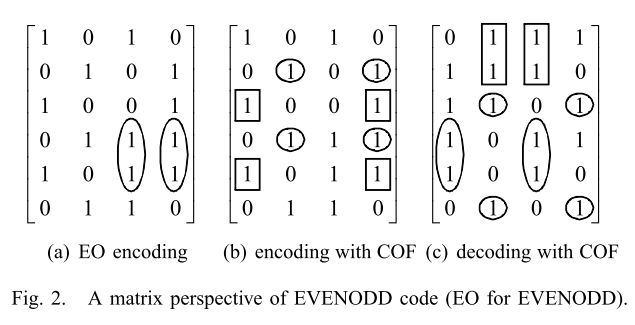 1 0 1 0 1 0 1 0 0 1 1 1
0 1 0 1 0 1 0 1 1 1 1 0
1 0 0 1 1 0 0 1 1 1 0 1
0 1 1 1 0 1 1 1 1 0 1 1
1 0 1 1 1 0 1 1 1 0 1 0
0 1 1 0 0 1 1 0 0 1 0 1
(a) EO encoding (b) encoding with COF (c) decoding with COF
Fig. 2. A matrix perspective of EVENODD code (EO for EVENODD).